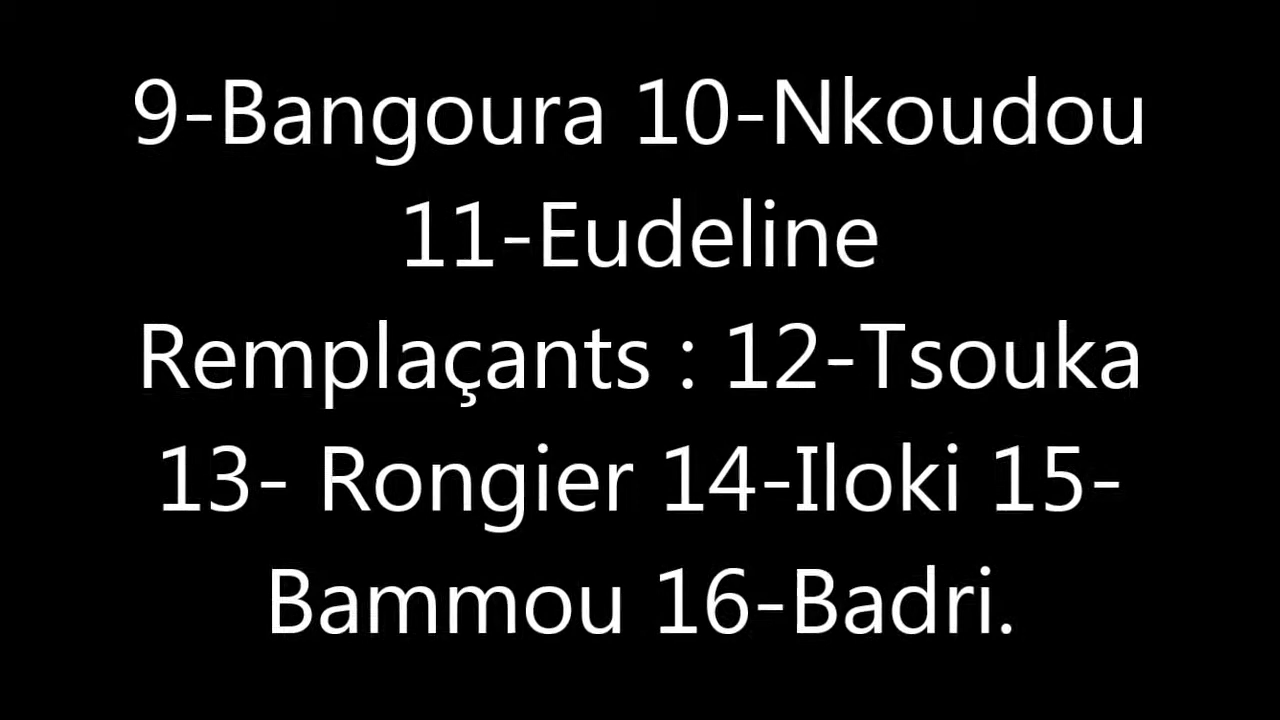 9-Bangoura 10-Nkoudou
11-Eudeline
Remplaçants : 12-Tsouka
13- Rongier 14-Iloki 15-
Bammou 16-Badri.